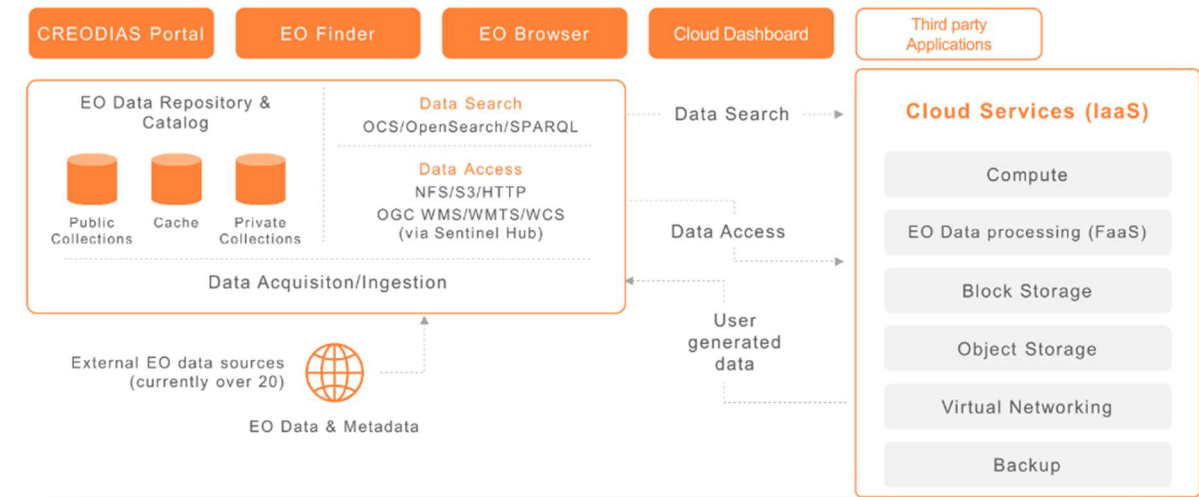 CREODIAS Portal
EO Finder
EO Browser
Cloud Dashboard
Third party
Applications
EO Data Repository &
Catalog
Public
Collections
Cache
Private
Collections
Data Search
OCS/OpenSearch/SPARQL
Data Access
NFS/S3/HTTP
OGC WMS/WMTS/WCS
(via Sentinel Hub)
Data Acquisiton/Ingestion
External EO data sources
(currently over 20)
EO Data & Metadata
Data Search
Data Access
User
generated
data
Cloud Services (IaaS)
Compute
EO Data processing (FaaS)
Block Storage
Object Storage
Virtual Networking
Backup